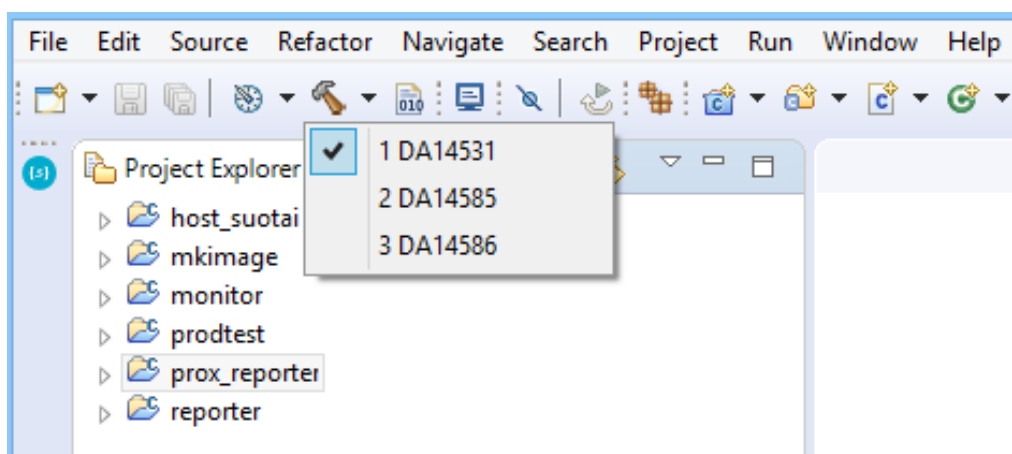 File Edit Source Refactor Navigate Search Project Run Window Help
010
1 DA14531
2 DA14585
3 DA14586
Project Explorer
host_suotai
mkimage
monitor
prodtest
prox_reporter
reporter